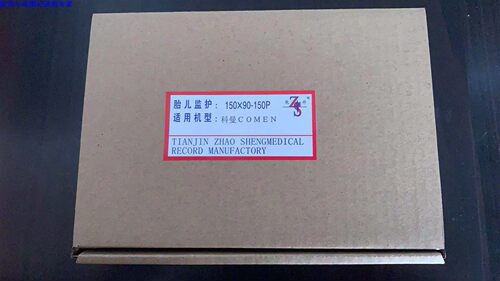 胎儿监护: 150×90-150P
适用机型: 科曼COMEN
ZS
TIANJIN ZHAO SHENGMEDICAL
RECORD MANUFACTORY